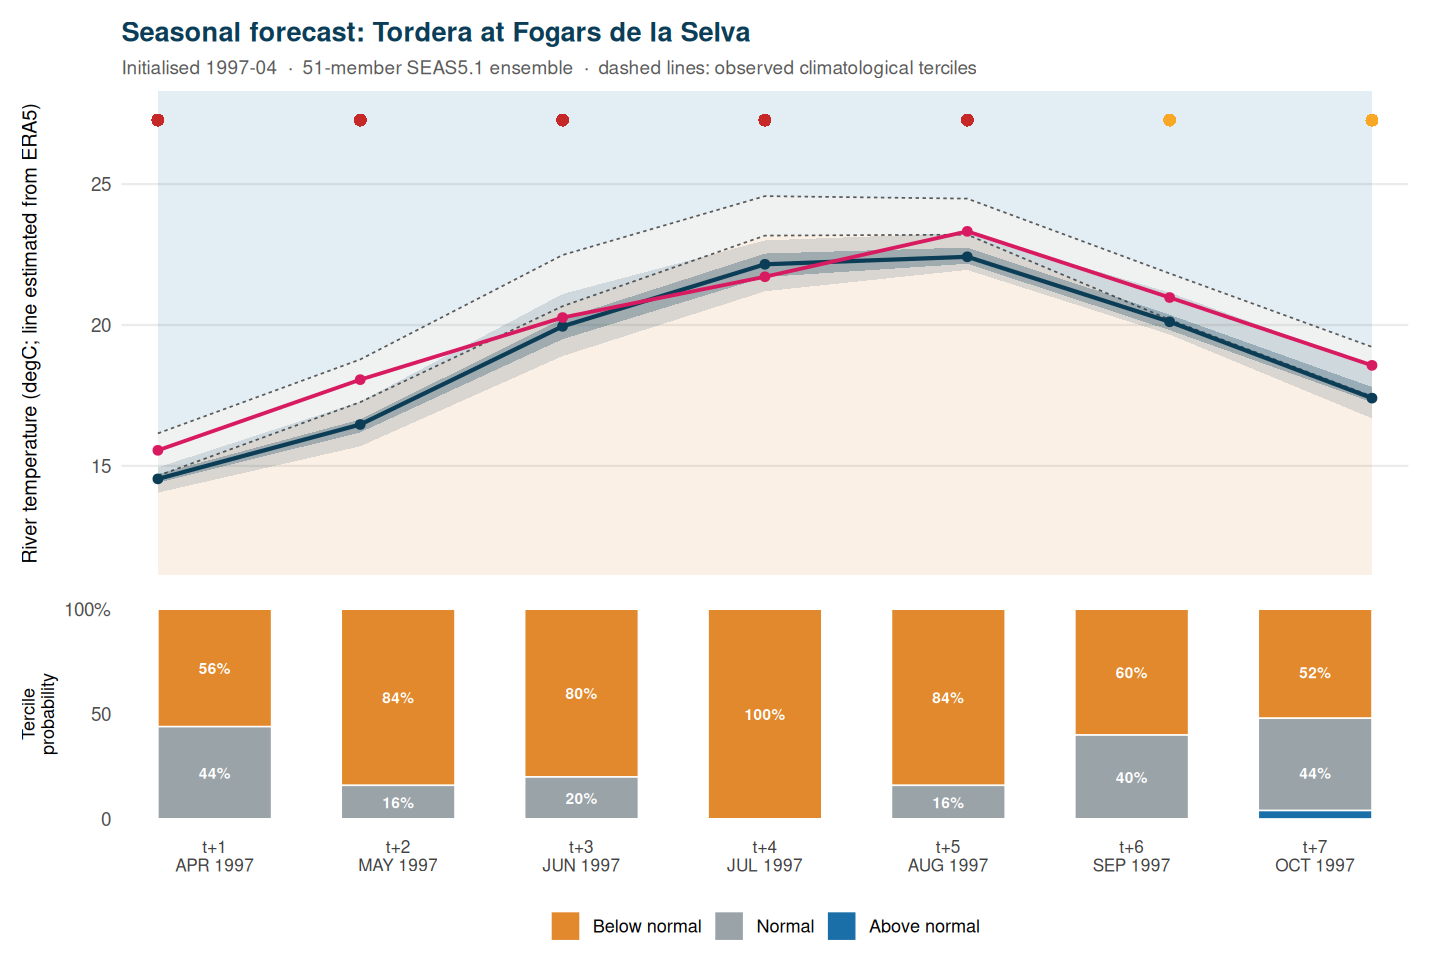 Seasonal forecast: Tordera at Fogars de la Selva
Initialised 1997-04 · 51-member SEAS5.1 ensemble · dashed lines: observed climatological terciles
River temperature (degC; line estimated from ERA5)
25
20
15
Tercile
probability
100%
50
0
56%
44%
84%
16%
80%
20%
100%
84%
16%
60%
40%
52%
44%
t+1
APR 1997
t+2
MAY 1997
t+3
JUN 1997
t+4
JUL 1997
t+5
AUG 1997
t+6
SEP 1997
t+7
OCT 1997
Below normal
Normal
Above normal